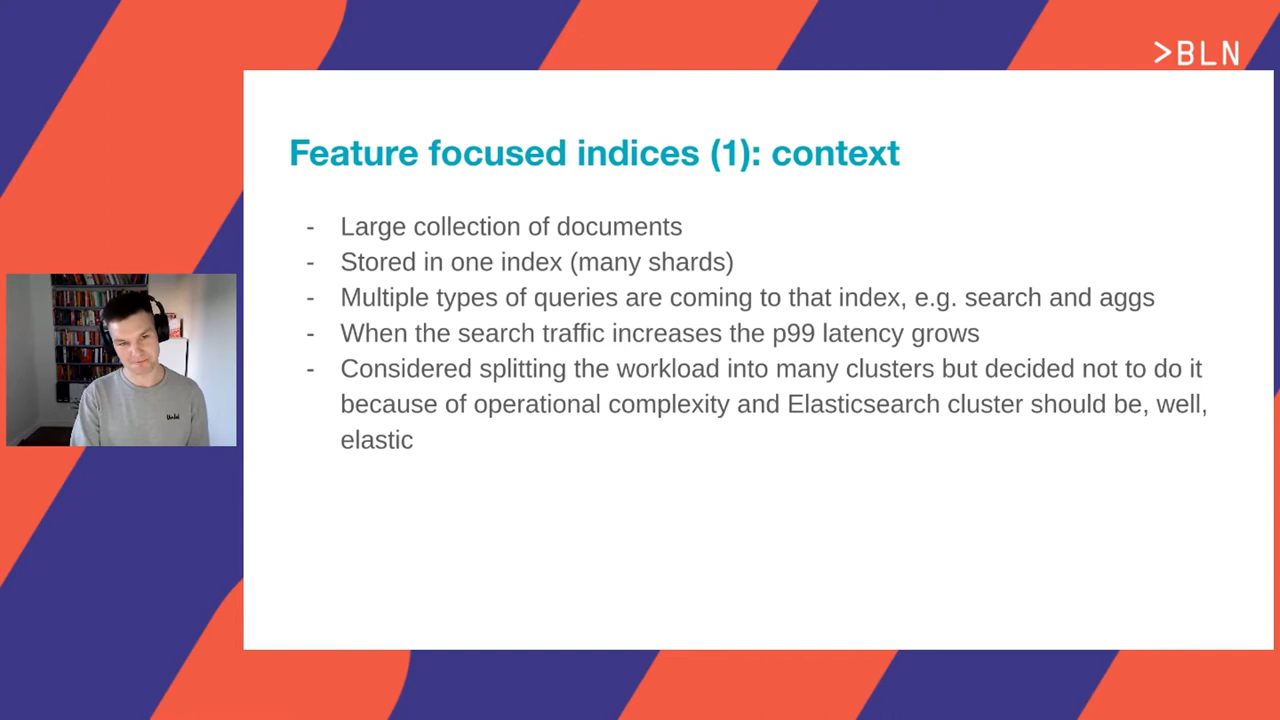 >BLN
Feature focused indices (1): context
- Large collection of documents
- Stored in one index (many shards)
- Multiple types of queries are coming to that index, e.g. search and aggs
- When the search traffic increases the p99 latency grows
- Considered splitting the workload into many clusters but decided not to do it
because of operational complexity and Elasticsearch cluster should be, well,
elastic